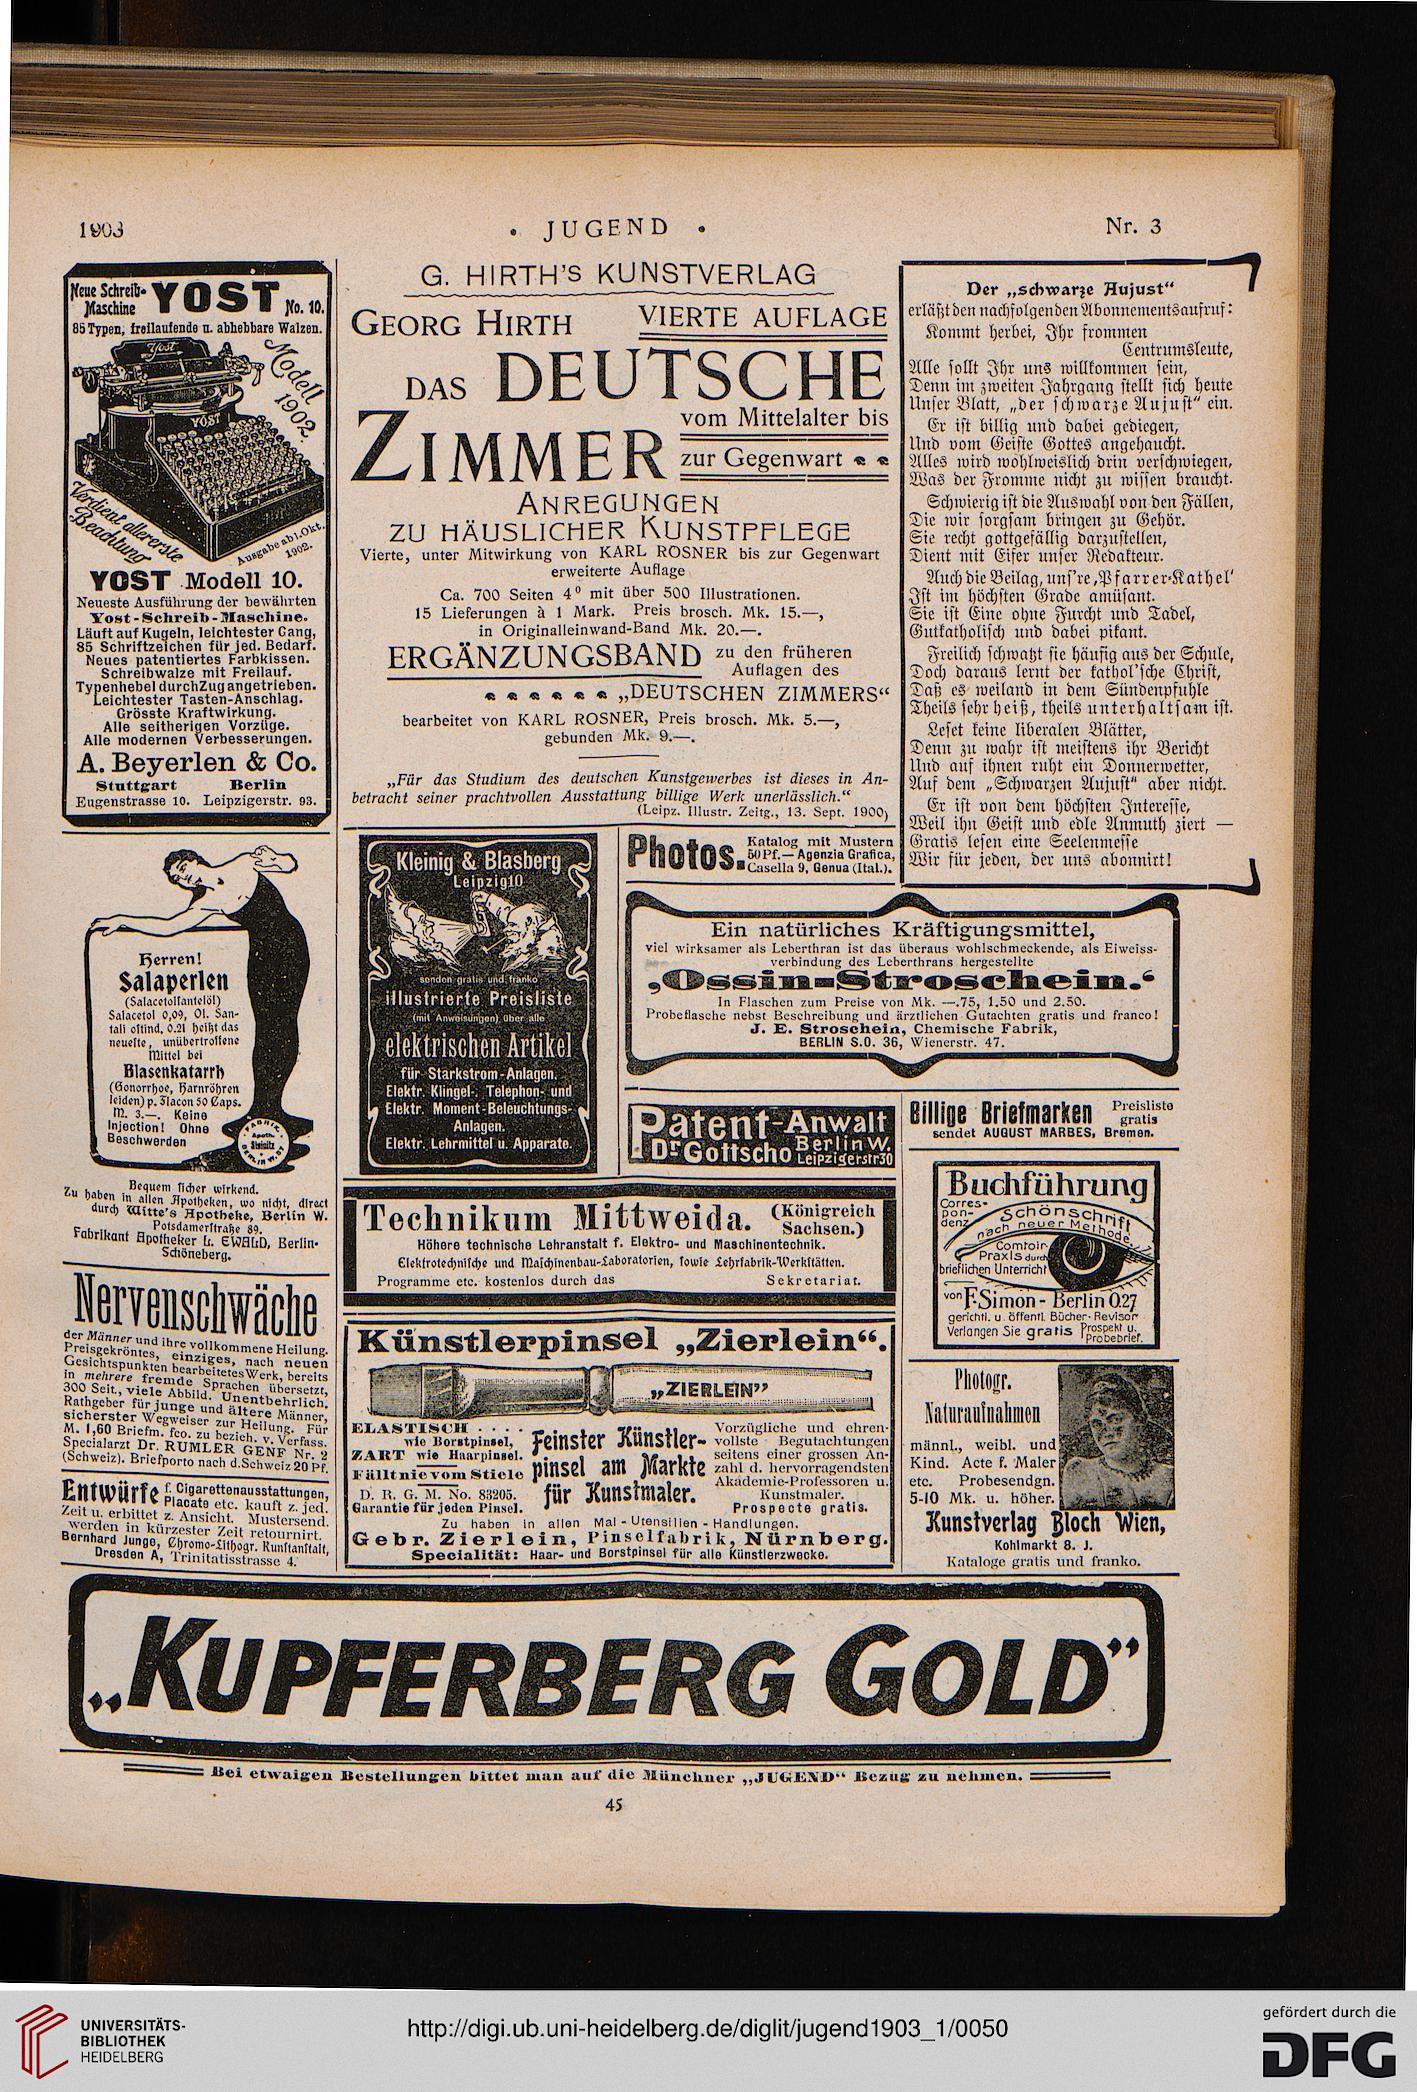 1903
• JUGEND •
Nr. 3
Neue Schreib-
Maschine
YOST
No. 10.
85 Typen, freilaufende u. abhebbare Walzen.
Yost
Modell
1902.
YOST
Verdient allererste
Beachtung
Ausgabe ab 1. Okt.
1902.
YOST Modell 10.
Neueste Ausführung der bewährten
Yost-Schreib-Maschine.
Läuft auf Kugeln, leichtester Gang,
85 Schriftzeichen für jed. Bedarf.
Neues patentiertes Farbkissen.
Schreibwalze mit Freilauf.
Typenhebel durch Zug angetrieben.
Leichtester Tasten-Anschlag.
Grösste Kraftwirkung.
Alle seitherigen Vorzüge.
Alle modernen Verbesserungen.
A. Beyerlen & Co.
Stuttgart Berlin
Eugenstrasse 10. Leipzigerstr. 93.
Herren!
Salaperlen
(Salacetolsantelöl)
Salacetol 0,09, Ol. San-
tali ostind. 0.21 heißt das
neueste, unübertroffene
Mittel bei
Blasenkatarrh
(Gonorrhoe, Harnröhren
leiden) p. Flacon 50 Caps.
M. 3.—. Keine
Injection! Ohne
Beschwerden
FABRIK
Apoth.
BERLIN W. 57
Bequem sicher wirkend.
Zu haben in allen Apotheken, wo nicht, direct
durch Witte's Apotheke, Berlin W.
Potsdamerstraße 89.
Fabrikant Apotheker L. EWALD, Berlin-
Schöneberg.
Nervenschwäche
der Männer und ihre vollkommene Heilung.
Preisgekröntes, einziges, nach neuen
Gesichtspunkten bearbeitetes Werk, bereits
in mehrere fremde Sprachen übersetzt,
300 Seit., viele Abbild. Unentbehrlich.
Rathgeber für junge und ältere Männer,
sicherster Wegweiser zur Heilung. Für
M. 1,60 Briefm. fco. zu bezieh. v. Verfass.
Specialarzt Dr. RUMLER GENF Nr. 2
(Schweiz). Briefporto nach d. Schweiz 20 Pf.
Entwürfe f. Cigarettenausstattungen,
Placate etc. kauft z. jed.
Zeit u. erbittet z. Ansicht. Mustersend.
werden in kürzester Zeit retournirt.
Bernhard Junge, Chromo-Lithogr. Kunstanstalt,
Dresden A, Trinitatisstrasse 4.
G. HIRTH'S KUNSTVERLAG
GEORG HIRTH
VIERTE AUFLAGE
DAS DEUTSCHE
ZIMMER
vom Mittelalter bis
zur Gegenwart
ANREGUNGEN
ZU HÄUSLICHER KUNSTPFLEGE
Vierte, unter Mitwirkung von KARL ROSNER bis zur Gegenwart
erweiterte Auflage
Ca. 700 Seiten 4° mit über 500 Illustrationen.
15 Lieferungen à 1 Mark. Preis brosch. Mk. 15.—,
in Originalleinwand-Band Mk. 20.—.
ERGÄNZUNGSBAND zu den früheren
Auflagen des
„DEUTSCHEN ZIMMERS“
bearbeitet von KARL ROSNER, Preis brosch. Mk. 5.—,
gebunden Mk. 9.—.
„Für das Studium des deutschen Kunstgewerbes ist dieses in An-
betracht seiner prachtvollen Ausstattung billige Werk unerlässlich.“
(Leipz. Illustr. Zeitg., 13. Sept. 1900)
Kleinig & Blasberg
Leipzig10
senden gratis und franko
illustrierte Preisliste
(mit Anweisungen) über alle
elektrischen Artikel
für Starkstrom-Anlagen.
Elektr. Klingel-, Telephon- und
Elektr. Moment-Beleuchtungs-
Anlagen.
Elektr. Lehrmittel u. Apparate.
Photos.
Katalog mit Mustern
50 Pf.— Agenzia Grafica,
Casella 9, Genua (Ital.).
Der „schwarze Aujust“
erläßt den nachfolgenden Abonnementsaufruf:
Kommt herbei, Ihr frommen
Centrumsleute,
Alle sollt Ihr uns willkommen sein,
Denn im zweiten Jahrgang stellt sich heute
Unser Blatt, „der schwarze Aujust“ ein.
Er ist billig und dabei gediegen,
Und vom Geiste Gottes angehaucht.
Alles wird wohlweislich drin verschwiegen,
Was der Fromme nicht zu wissen braucht.
Schwierig ist die Auswahl von den Fällen,
Die wir sorgsam bringen zu Gehör.
Sie recht gottgefällig darzustellen,
Dient mit Eifer unser Redakteur.
Auch die Beilag, uns're ‚Pfarrer-Kathel'
Ist im höchsten Grade amüsant.
Sie ist Eine ohne Furcht und Tadel,
Gutkatholisch und dabei pikant.
Freilich schwatzt sie häufig aus der Schule,
Doch daraus lernt der kathol'sche Christ,
Daß es weiland in dem Sündenpfuhle
Theils sehr heiß, theils unterhaltsam ist.
Leset keine liberalen Blätter,
Denn zu wahr ist meistens ihr Bericht
Und auf ihnen ruht ein Donnerwetter,
Auf dem „Schwarzen Aujust“ aber nicht.
Er ist von dem höchsten Interesse,
Weil ihn Geist und edle Anmuth ziert —
Gratis lesen eine Seelenmesse
Wir für jeden, der uns abonnirt!
Ein natürliches Kräftigungsmittel,
viel wirksamer als Leberthran ist das überaus wohlschmeckende, als Eiweiss-
verbindung des Leberthrans hergestellte
‚Ossin-Stroschein.‘
In Flaschen zum Preise von Mk. —.75, 1.50 und 2.50.
Probeflasche nebst Beschreibung und ärztlichen Gutachten gratis und franco!
J. E. Stroschein, Chemische Fabrik,
BERLIN S.O. 36, Wienerstr. 47.
Patent-Anwalt
Dr. Gottscho Berlin W.
Leipzigerstr 30
Billige Briefmarken Preisliste
gratis
sendet AUGUST MARBES, Bremen.
Technikum Mittweida. (Königreich
Sachsen.)
Höhere technische Lehranstalt f. Elektro- und Maschinentechnik.
Elektrotechnische und Maschinenbau-Laboratorien, sowie Lehrfabrik-Werkstätten.
Programme etc. kostenlos durch das Sekretariat.
Buchführung
Corres-
pon-
denz
Schönschrift
nach neuer Methode.
Comtoir-
Praxis durch
brieflichen Unterricht
von F. Simon - Berlin O.27
gerichtl. u. öffentl. Bücher-Revisor
Verlangen Sie gratis Prospekt u.
Probebrief.
Künstlerpinsel „Zierlein“.
„ZIERLEIN”
ELASTISCH . . . .
wie Borstpinsel,
ZART wie Haarpinsel.
Fällt nie vom Stiele
D. R. G. M. No. 83205.
Garantie für jeden Pinsel.
Feinster Künstler-
pinsel am Markte
für Kunstmaler.
Vorzügliche und ehren-
vollste Begutachtungen
seitens einer grossen An-
zahl d. hervorragendsten
Akademie-Professoren u.
Kunstmaler.
Prospecte gratis.
Zu haben in allen Mal-Utensilien-Handlungen.
Gebr. Zierlein, Pinselfabrik, Nürnberg.
Specialität: Haar- und Borstpinsel für alle Künstlerzwecke.
Photogr.
Naturaufnahmen
männl., weibl. und
Kind. Acte f. Maler
etc. Probesendgn.
5-10 Mk. u. höher.
Kunstverlag Bloch Wien,
Kohlmarkt 8. J.
Kataloge gratis und franko.
„KUPFERBERG GOLD”
Bei etwaigen Bestellungen bittet man auf die Münchner „JUGEND“ Bezug zu nehmen.
45
UNIVERSITÄTS-
BIBLIOTHEK
HEIDELBERG
http://digi.ub.uni-heidelberg.de/diglit/jugend1903_1/0050
gefördert durch die
DFG